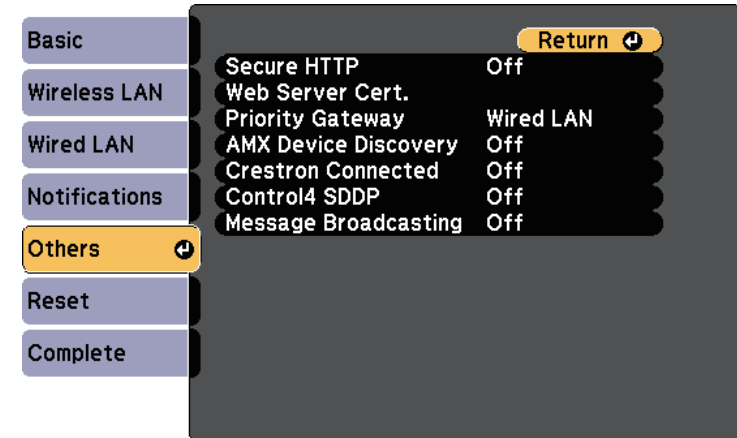 Basic
Wireless LAN
Wired LAN
Notifications
Others
Reset
Complete
Return
Secure HTTP Off
Web Server Cert.
Priority Gateway Wired LAN
AMX Device Discovery Off
Crestron Connected Off
Control4 SDDP Off
Message Broadcasting Off